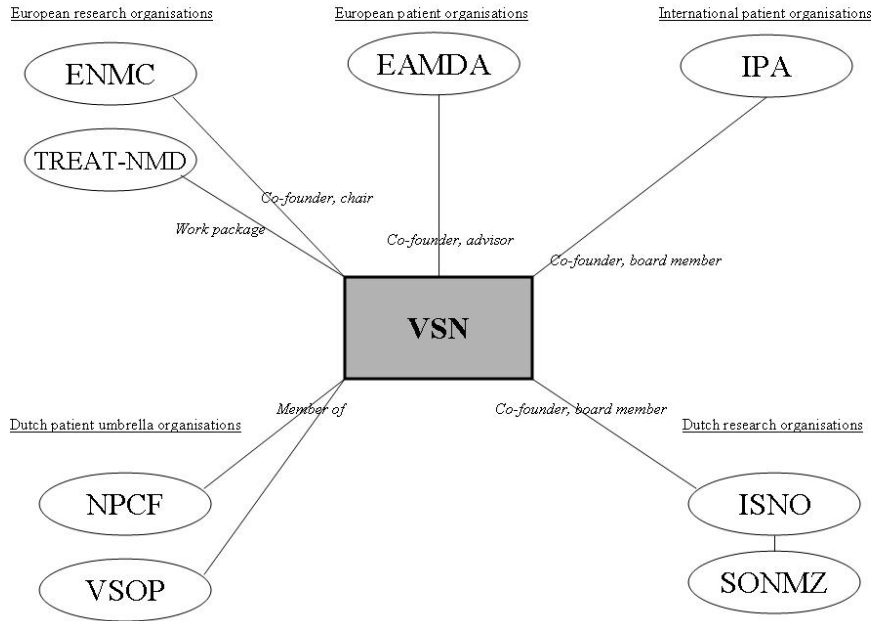 European research organisations
European patient organisations
International patient organisations
ENMC
EAMDA
IPA
TREAT-NMD
Co-founder, chair
Work package
Co-founder, advisor
Co-founder, board member
VSN
Member of
Co-founder, board member
Dutch patient umbrella organisations
Dutch research organisations
NPCF
ISNO
VSOP
SONMZ